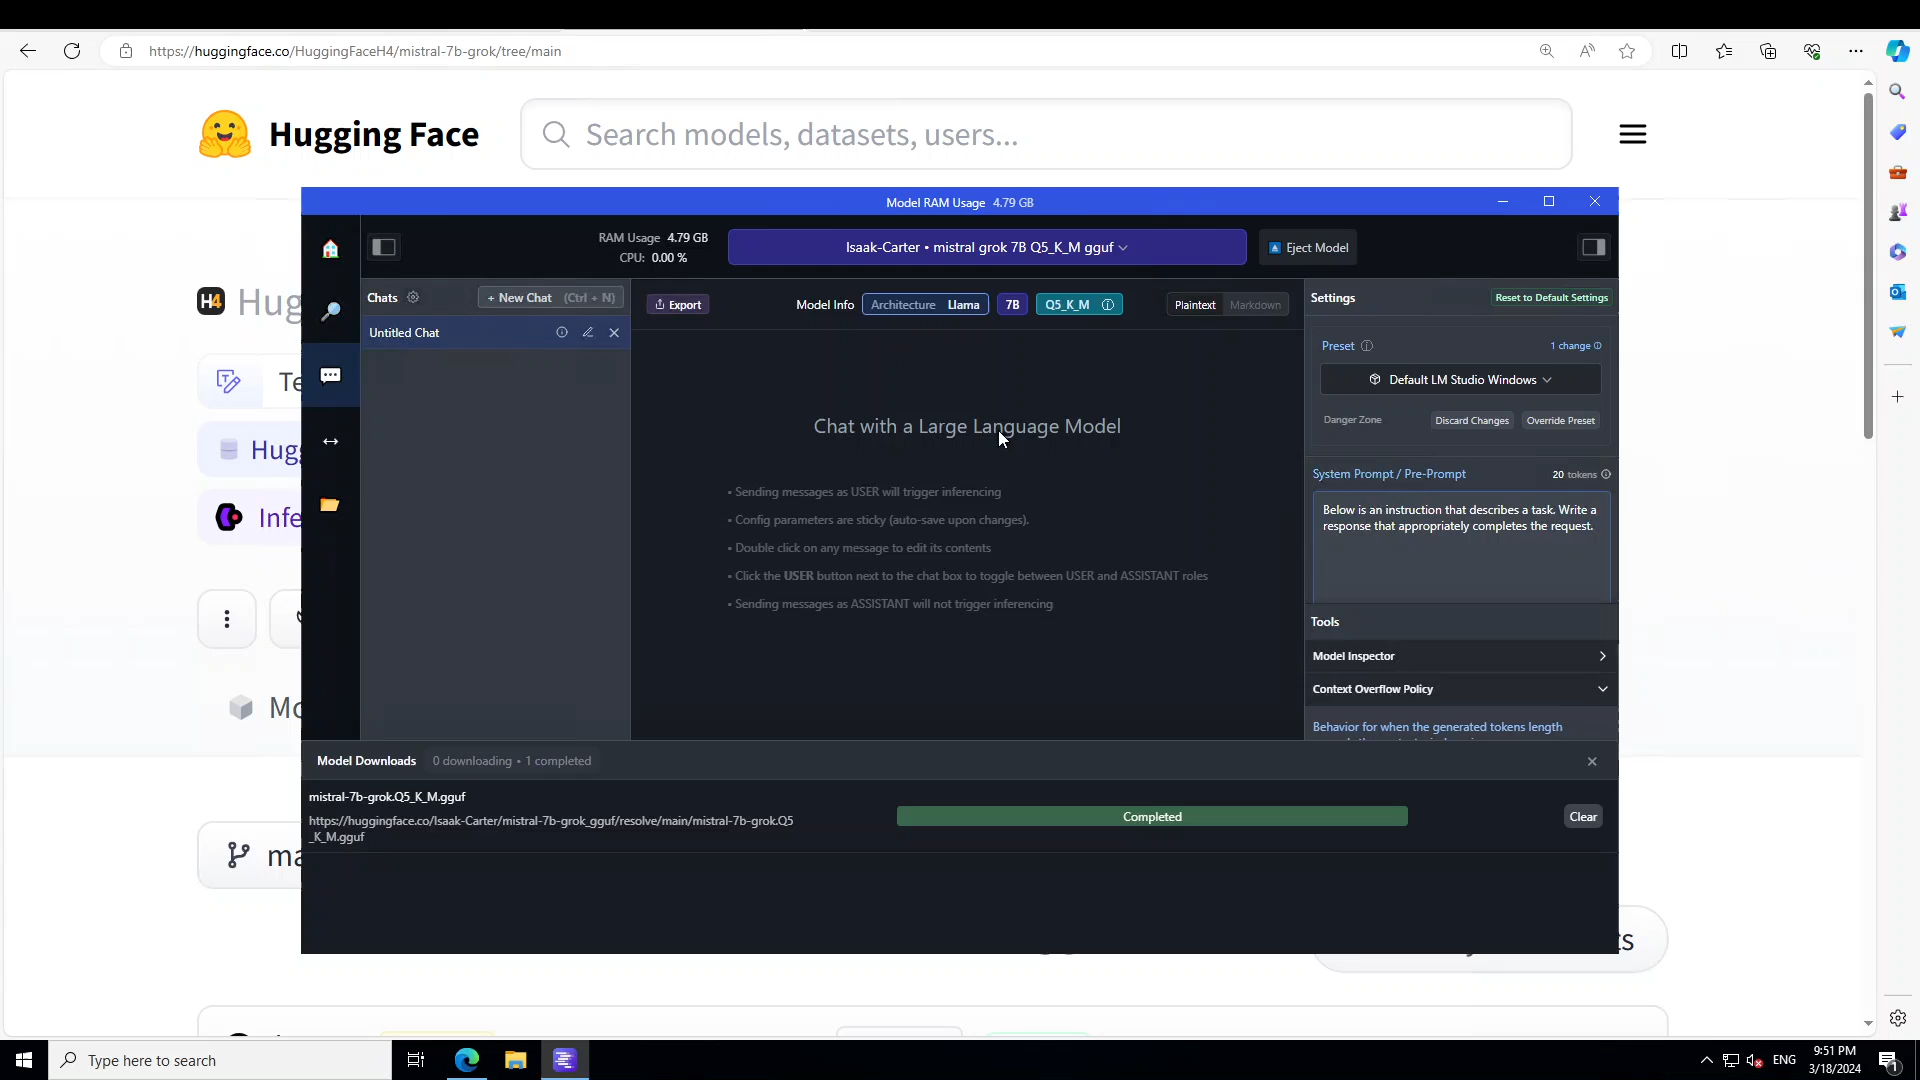 https://huggingface.co/HuggingFaceH4/mistral-7b-grok/tree/main
Hugging Face
Search models, datasets, users...
Model RAM Usage 4.79 GB
RAM Usage 4.79 GB
CPU: 0.00 %
Isaak-Carter • mistral grok 7B Q5_K_M gguf
Eject Model
Chats
+ New Chat (Ctrl + N)
Untitled Chat
Export
Model Info
Architecture Llama
7B
Q5_K_M
Plaintext
Markdown
Chat with a Large Language Model
• Sending messages as USER will trigger inferencing
• Config parameters are sticky (auto-save upon changes).
• Double click on any message to edit its contents
• Click the USER button next to the chat box to toggle between USER and ASSISTANT roles
• Sending messages as ASSISTANT will not trigger inferencing
Settings
Reset to Default Settings
Preset
1 change
Default LM Studio Windows
Danger Zone
Discard Changes
Override Preset
System Prompt / Pre-Prompt
20 tokens
Below is an instruction that describes a task. Write a
response that appropriately completes the request.
Tools
Model Inspector
Context Overflow Policy
Behavior for when the generated tokens length
Model Downloads
0 downloading • 1 completed
mistral-7b-grok.Q5_K_M.gguf
https://huggingface.co/Isaak-Carter/mistral-7b-grok_gguf/resolve/main/mistral-7b-grok.Q5
_K_M.gguf
Completed
Clear
H4 Hug
Te
Hugg
Infe
Mo
ma
ts
Type here to search
ENG
9:51 PM
3/18/2024
1